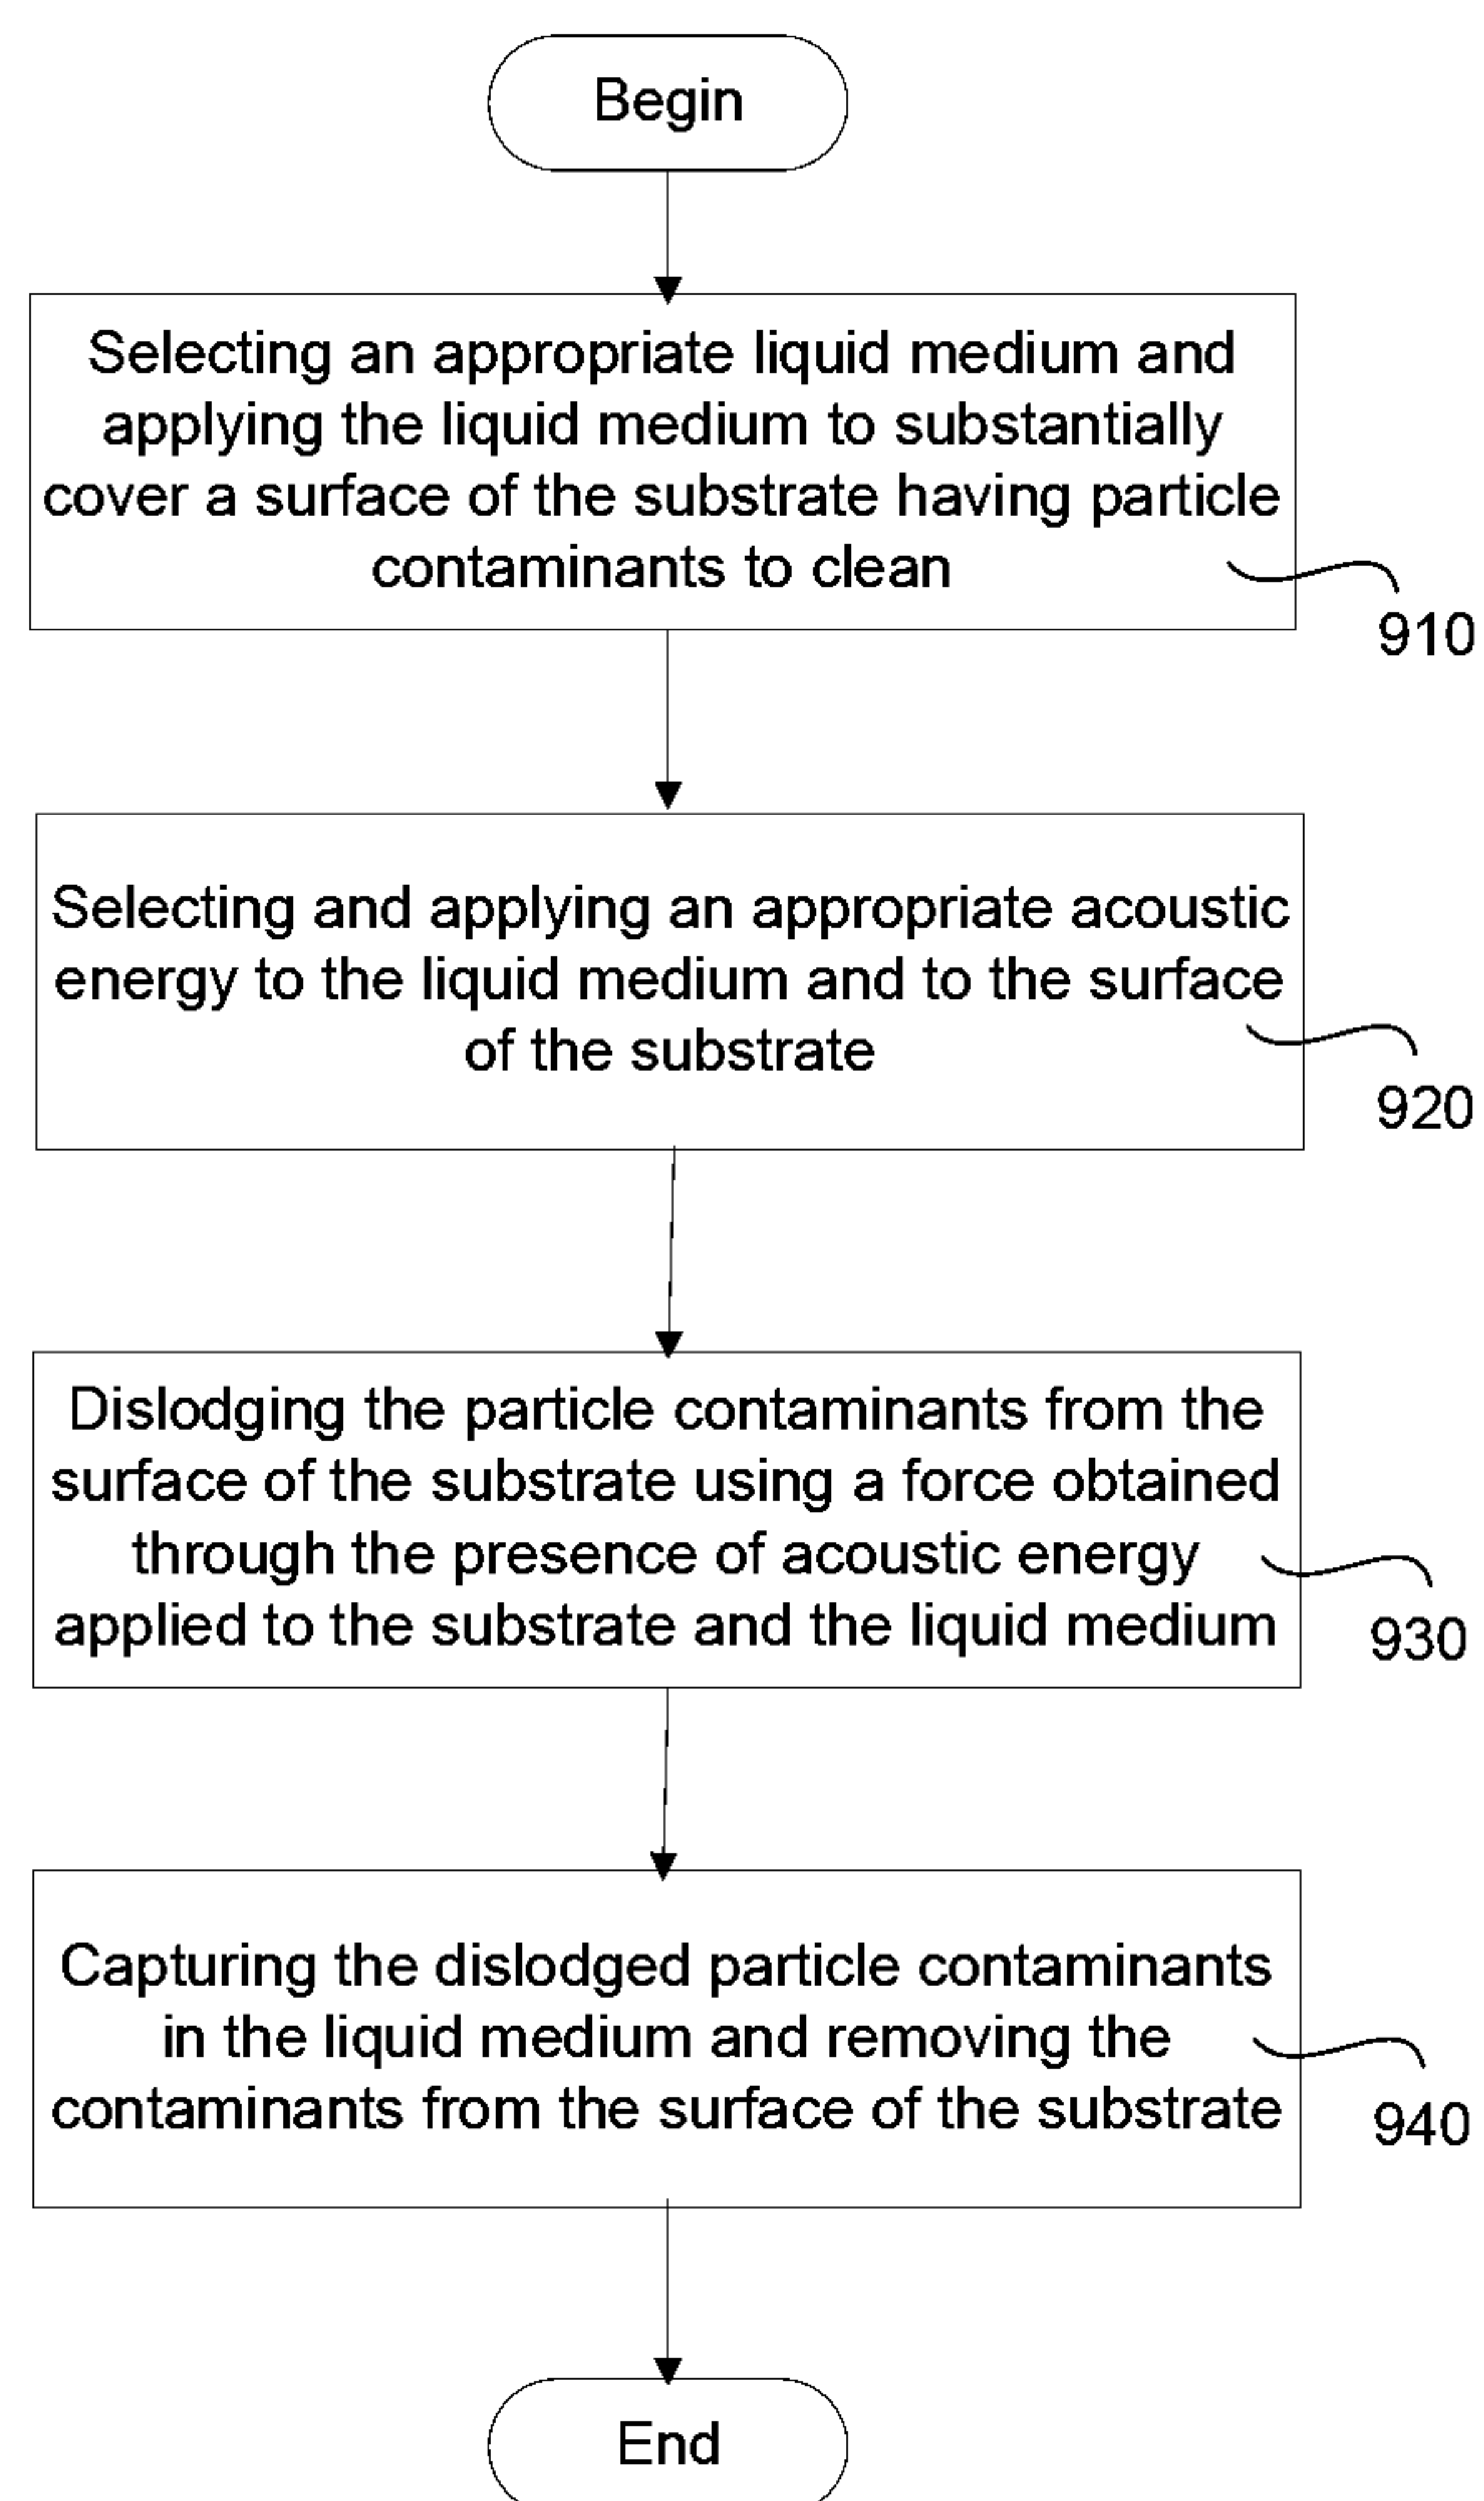 Begin
Selecting an appropriate liquid medium and
applying the liquid medium to substantially
cover a surface of the substrate having particle
contaminants to clean
910
Selecting and applying an appropriate acoustic
energy to the liquid medium and to the surface
of the substrate
920
Dislodging the particle contaminants from the
surface of the substrate using a force obtained
through the presence of acoustic energy
applied to the substrate and the liquid medium
930
Capturing the dislodged particle contaminants
in the liquid medium and removing the
contaminants from the surface of the substrate
940
End